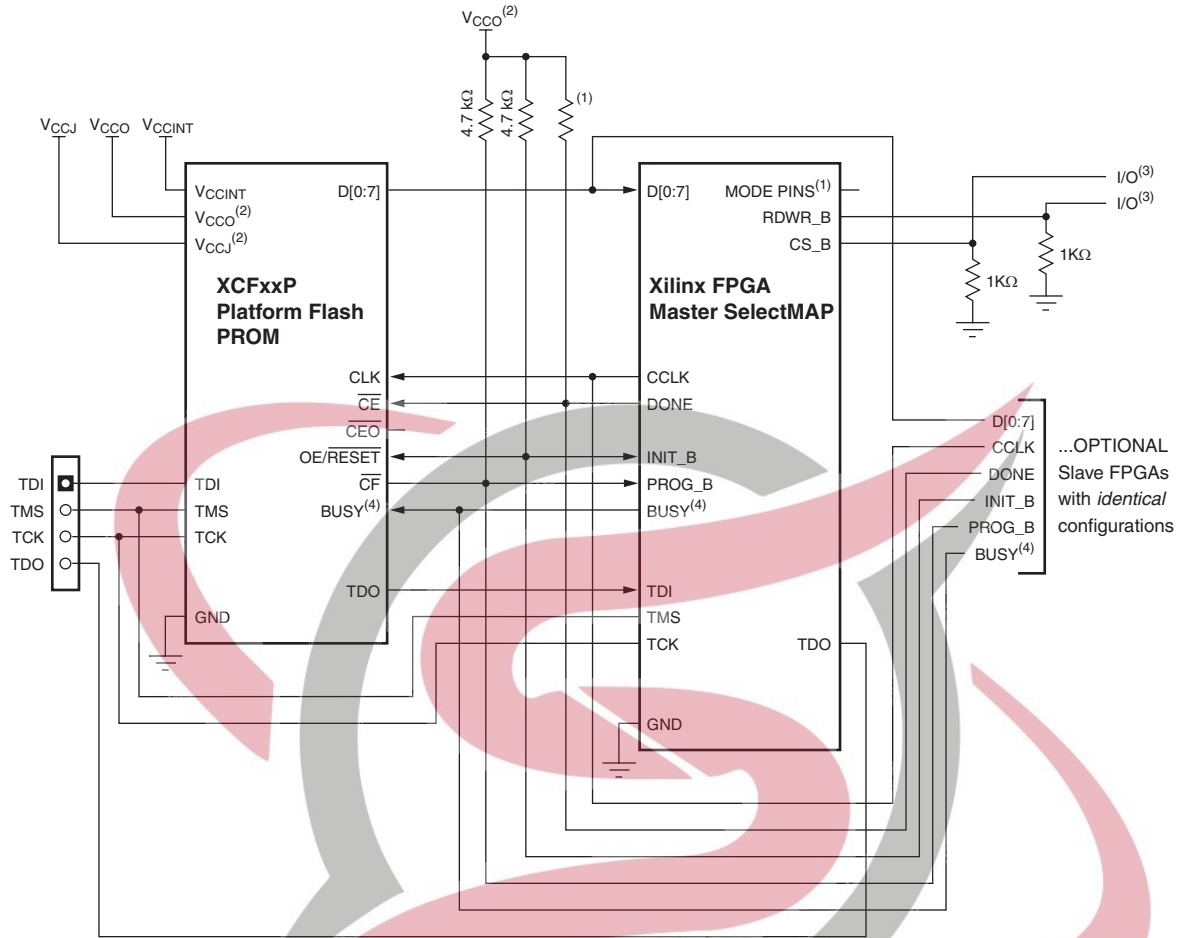 VCCO(2)
4.7 kΩ
4.7 kΩ
(1)
VCCJ VCCO VCCINT
VCCINT
VCCO(2)
VCCJ(2)
D[0:7]
XCFxxP
Platform Flash
PROM
CLK
CE
CEO
OE/RESET
CF
BUSY(4)
TDO
TDI
TMS
TCK
GND
TDI
TMS
TCK
TDO
D[0:7]
MODE PINS(1)
RDWR_B
CS_B
Xilinx FPGA
Master SelectMAP
CCLK
DONE
INIT_B
PROG_B
BUSY(4)
TDI
TMS
TCK
TDO
GND
I/O(3)
I/O(3)
1KΩ
1KΩ
D[0:7]
CCLK
DONE
INIT_B
PROG_B
BUSY(4)
...OPTIONAL
Slave FPGAs
with identical
configurations